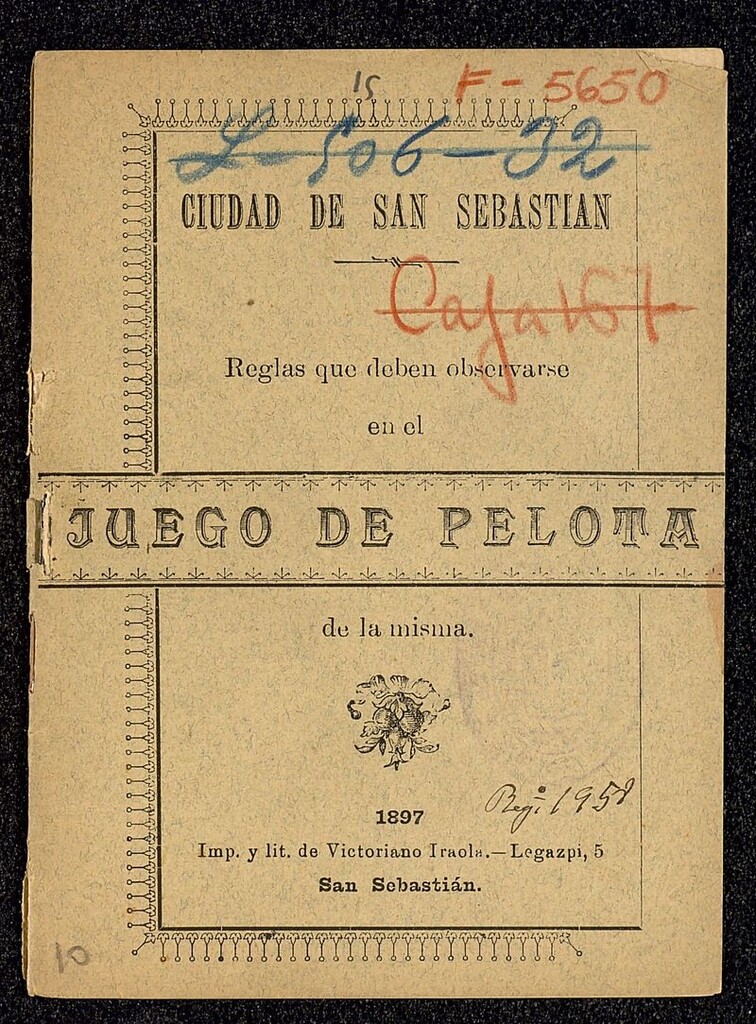 15 F-5650
L-506-32
CIUDAD DE SAN SEBASTIAN
Caja 167
Reglas que deben observarse
en el
JUEGO DE PELOTA
de la misma.
Regº 1958
1897
Imp. y lit. de Victoriano Iraola.—Legazpi, 5
San Sebastián.
10